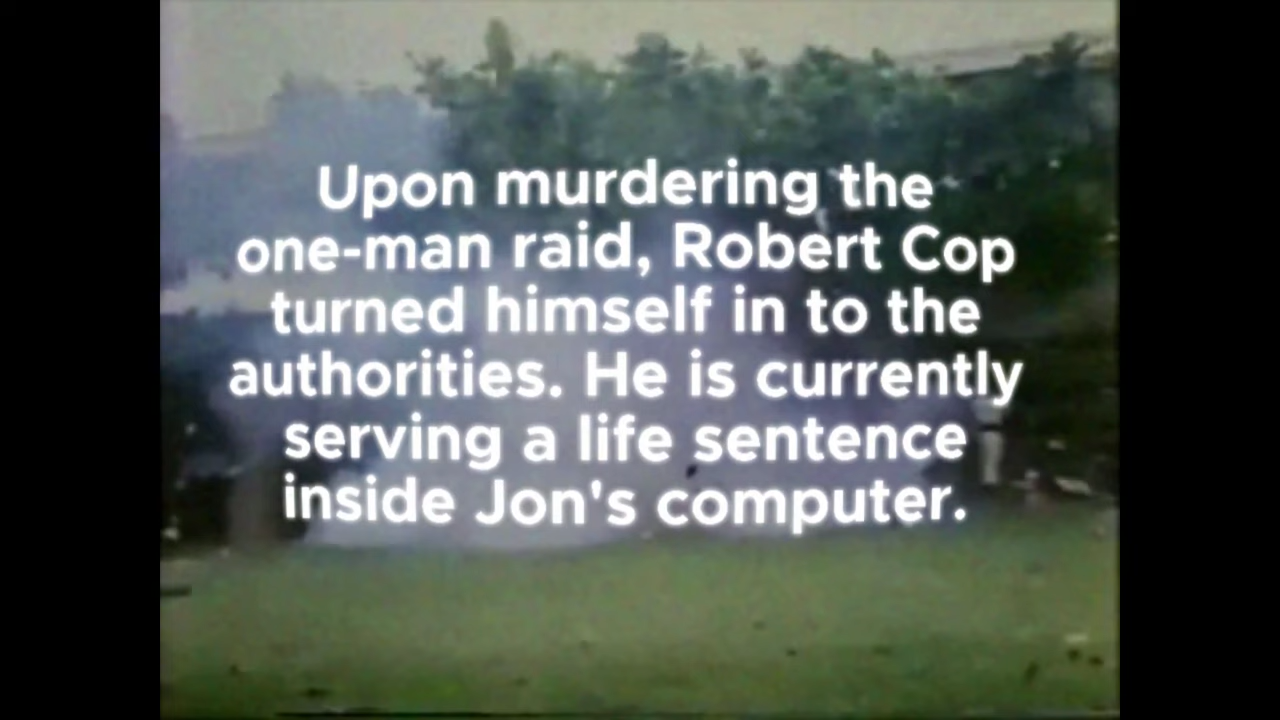 Upon murdering the
one-man raid, Robert Cop
turned himself in to the
authorities. He is currently
serving a life sentence
inside Jon's computer.